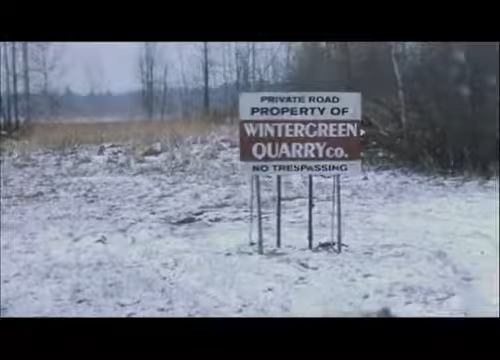 PRIVATE ROAD
PROPERTY OF
WINTERGREEN
QUARRY CO.
NO TRESPASSING